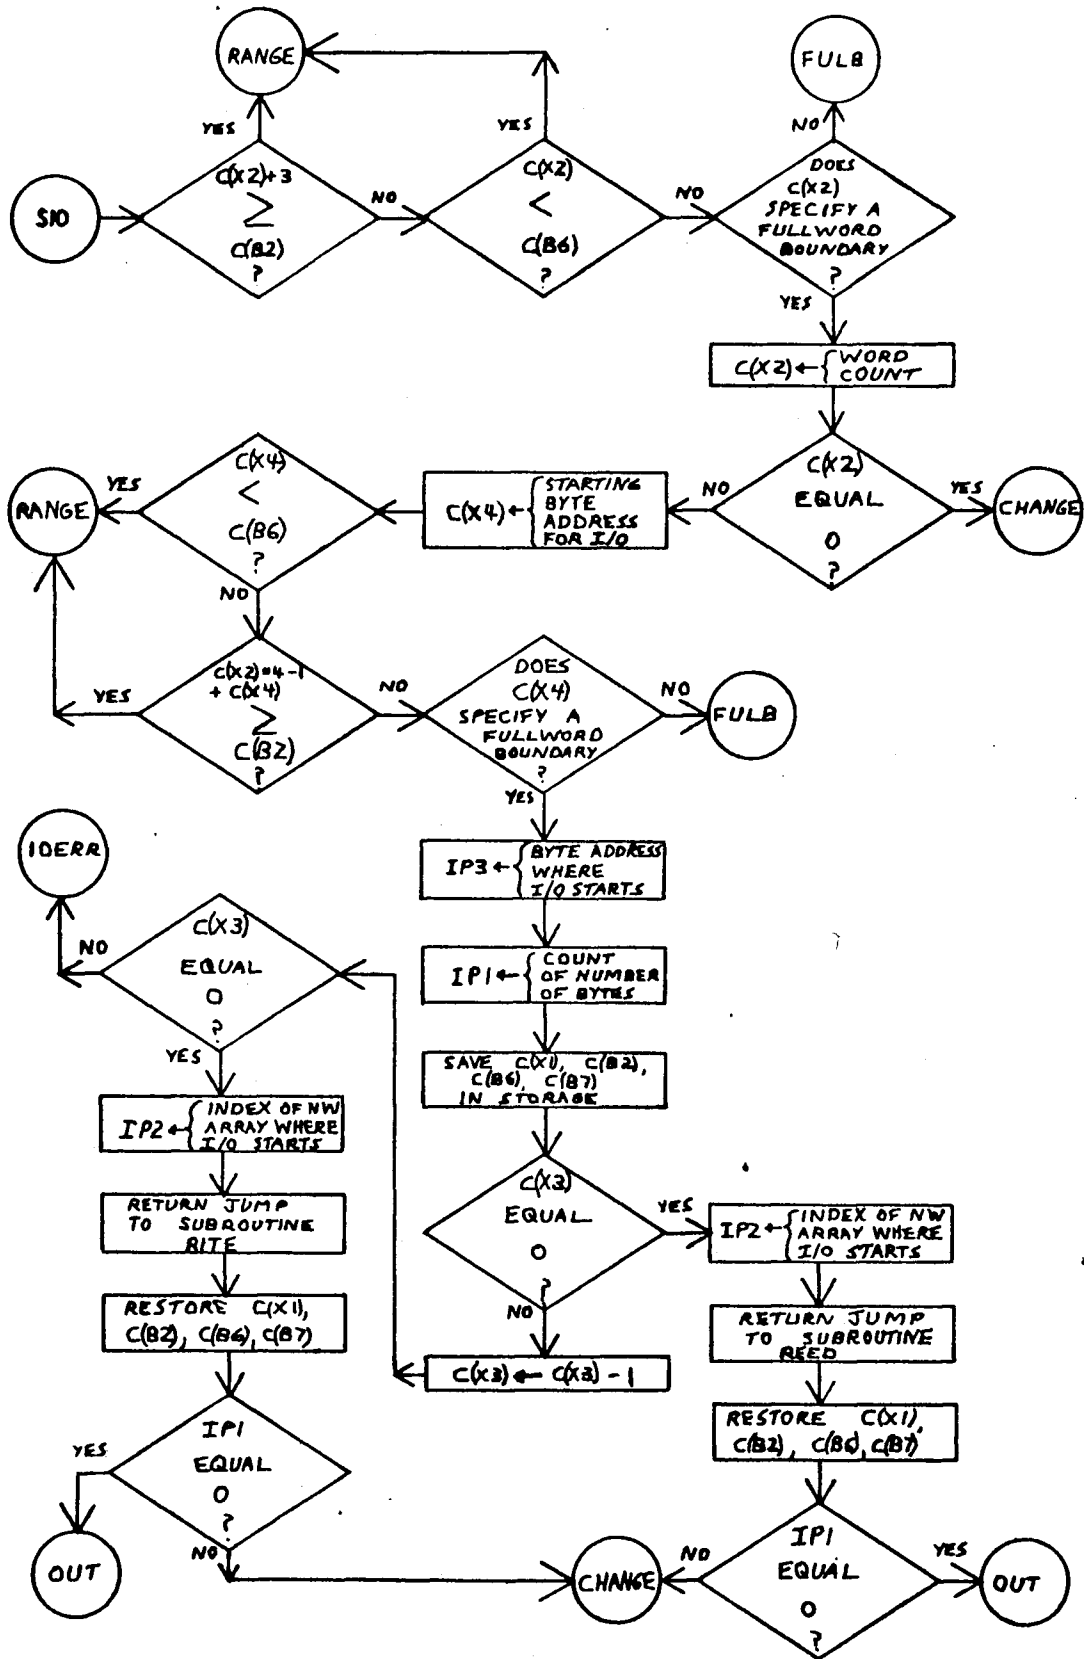 RANGE
FULB
YES
YES
NO
SIO
C(X2)+3
≥
C(B2)
?
NO
C(X2)
<
C(B6)
?
NO
DOES
C(X2)
SPECIFY A
FULLWORD
BOUNDARY
?
YES
C(X2)←{ WORD
COUNT
C(X2)
EQUAL
0
?
YES
CHANGE
NO
C(X4)←{ STARTING
BYTE
ADDRESS
FOR I/O
C(X4)
<
C(B6)
?
YES
RANGE
NO
C(X2)*4-1
+ C(X4)
≥
C(B2)
?
YES
NO
DOES
C(X4)
SPECIFY A
FULLWORD
BOUNDARY
?
NO
FULB
YES
IP3←{ BYTE ADDRESS
WHERE
I/O STARTS
IP1←{ COUNT
OF NUMBER
OF BYTES
SAVE C(X1), C(B2),
C(B6), C(B7)
IN STORAGE
C(X3)
EQUAL
0
?
YES
NO
C(X3)← C(X3) - 1
IOERR
C(X3)
EQUAL
0
?
NO
YES
IP2←{ INDEX OF NW
ARRAY WHERE
I/O STARTS
RETURN JUMP
TO SUBROUTINE
RITE
RESTORE C(X1),
C(B2), C(B6), C(B7)
IP1
EQUAL
0
?
YES
OUT
NO
IP2←{ INDEX OF NW
ARRAY WHERE
I/O STARTS
RETURN JUMP
TO SUBROUTINE
REED
RESTORE C(X1),
C(B2), C(B6), C(B7)
IP1
EQUAL
0
?
NO
CHANGE
YES
OUT